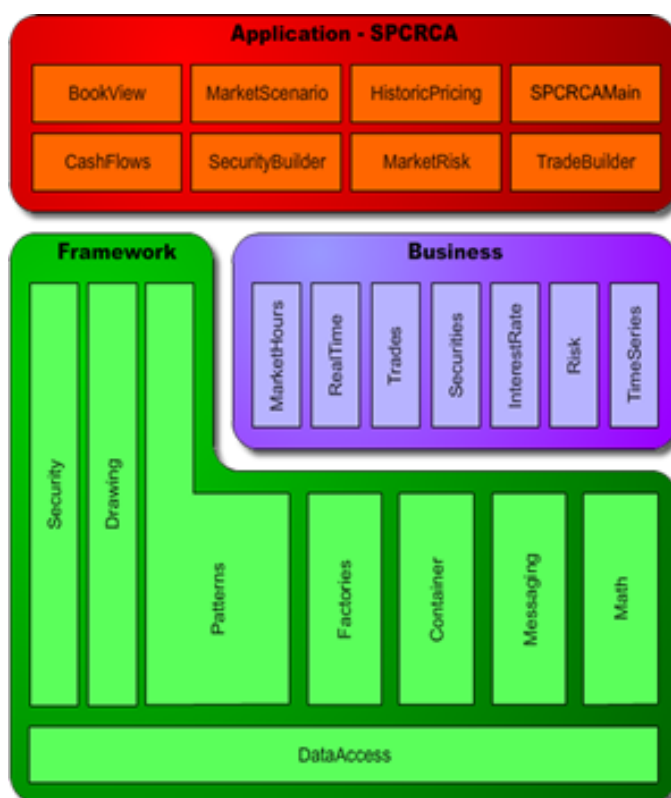 Application - SPCRCA
BookView
MarketScenario
HistoricPricing
SPCRCAMain
CashFlows
SecurityBuilder
MarketRisk
TradeBuilder
Framework
Business
MarketHours
RealTime
Trades
Securities
InterestRate
Risk
TimeSeries
Security
Drawing
Patterns
Factories
Container
Messaging
Math
DataAccess